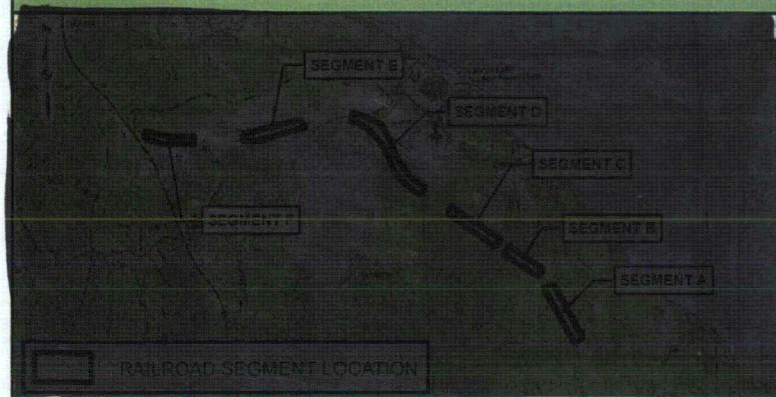 SEGMENT E
SEGMENT D
SEGMENT C
SEGMENT F
SEGMENT B
SEGMENT A
RAILROAD SEGMENT LOCATION